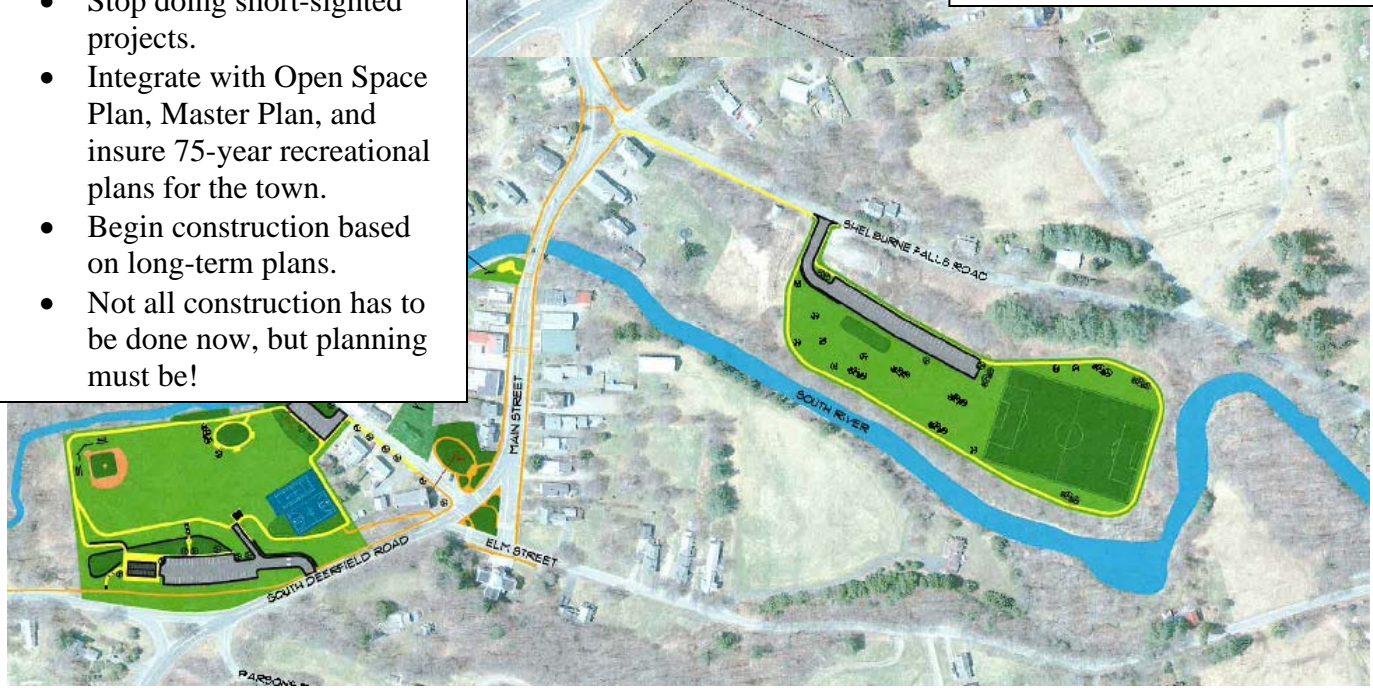 • Stop doing short-sighted
projects.
• Integrate with Open Space
Plan, Master Plan, and
insure 75-year recreational
plans for the town.
• Begin construction based
on long-term plans.
• Not all construction has to
be done now, but planning
must be!
SHELBURNE FALLS ROAD
SOUTH RIVER
MAIN STREET
ELM STREET
SOUTH DEERFIELD ROAD
PARSONS